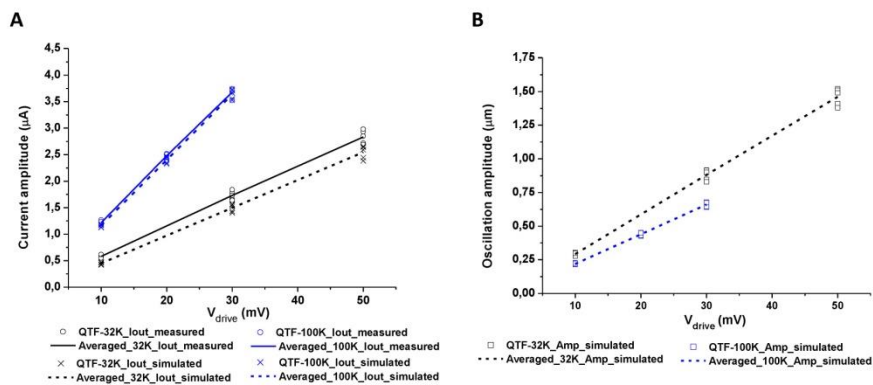 A
Current amplitude (µA)
4,5
4,0
3,5
3,0
2,5
2,0
1,5
1,0
0,5
0,0
10 20 30 40 50
V drive (mV)
QTF-32K_Iout_measured QTF-100K_Iout_measured
Averaged_32K_Iout_measured Averaged_100K_Iout_measured
QTF-32K_Iout_simulated QTF-100K_Iout_simulated
Averaged_32K_Iout_simulated Averaged_100K_Iout_simulated
B
Oscillation amplitude (µm)
1,75
1,50
1,25
1,00
0,75
0,50
0,25
0,00
10 20 30 40 50
V drive (mV)
QTF-32K_Amp_simulated QTF-100K_Amp_simulated
Averaged_32K_Amp_simulated Averaged_100K_Amp_simulated